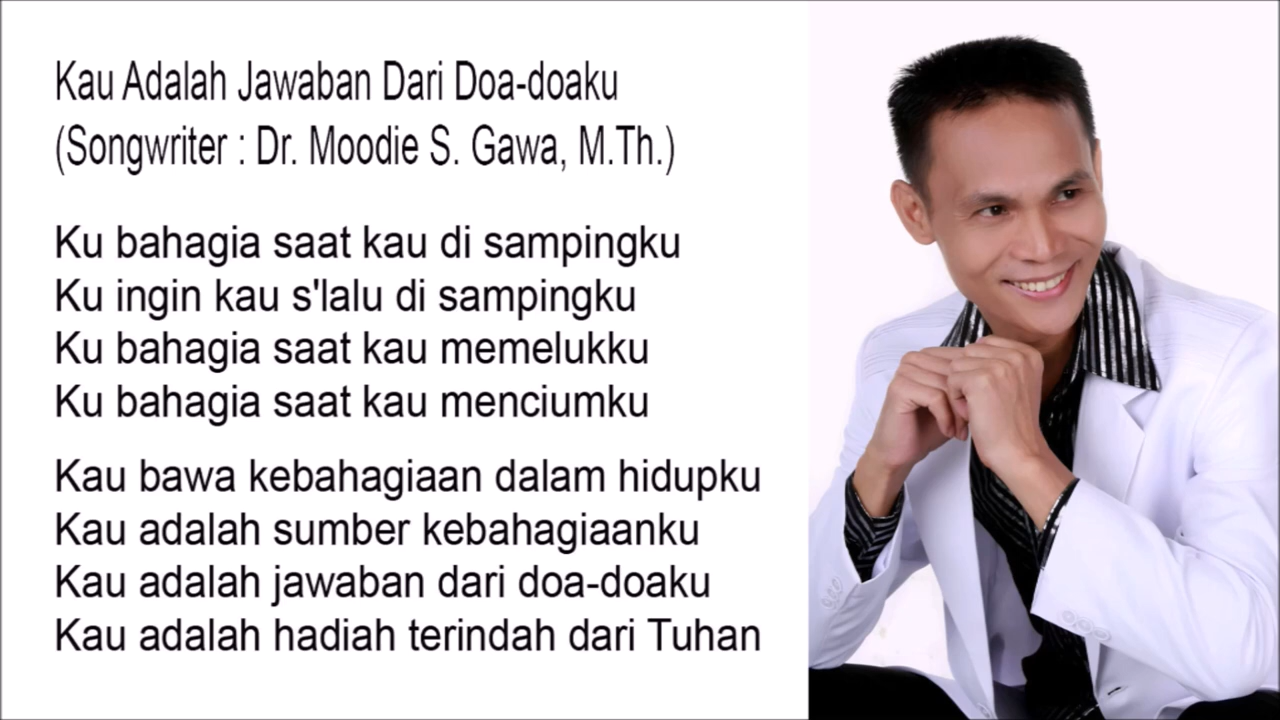 Kau Adalah Jawaban Dari Doa-doaku
(Songwriter : Dr. Moodie S. Gawa, M.Th.)
Ku bahagia saat kau di sampingku
Ku ingin kau s'lalu di sampingku
Ku bahagia saat kau memelukku
Ku bahagia saat kau menciumku
Kau bawa kebahagiaan dalam hidupku
Kau adalah sumber kebahagiaanku
Kau adalah jawaban dari doa-doaku
Kau adalah hadiah terindah dari Tuhan